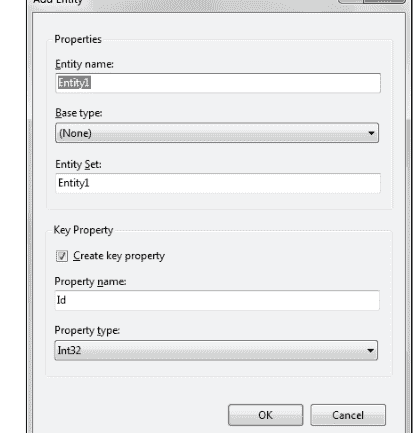 Add Entity
Properties
Entity name:
Entity1
Base type:
(None)
Entity Set:
Entity1
Key Property
Create key property
Property name:
Id
Property type:
Int32
OK
Cancel